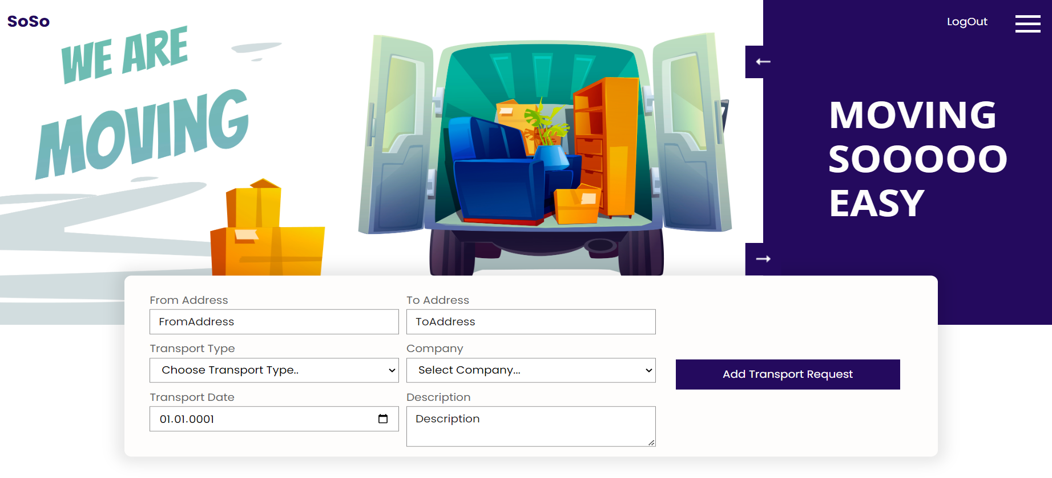 SoSo
LogOut
WE ARE
MOVING
MOVING
SOOOOO
EASY
From Address
To Address
FromAddress
ToAddress
Transport Type
Company
Choose Transport Type..
Select Company...
Add Transport Request
Transport Date
Description
01.01.0001
Description